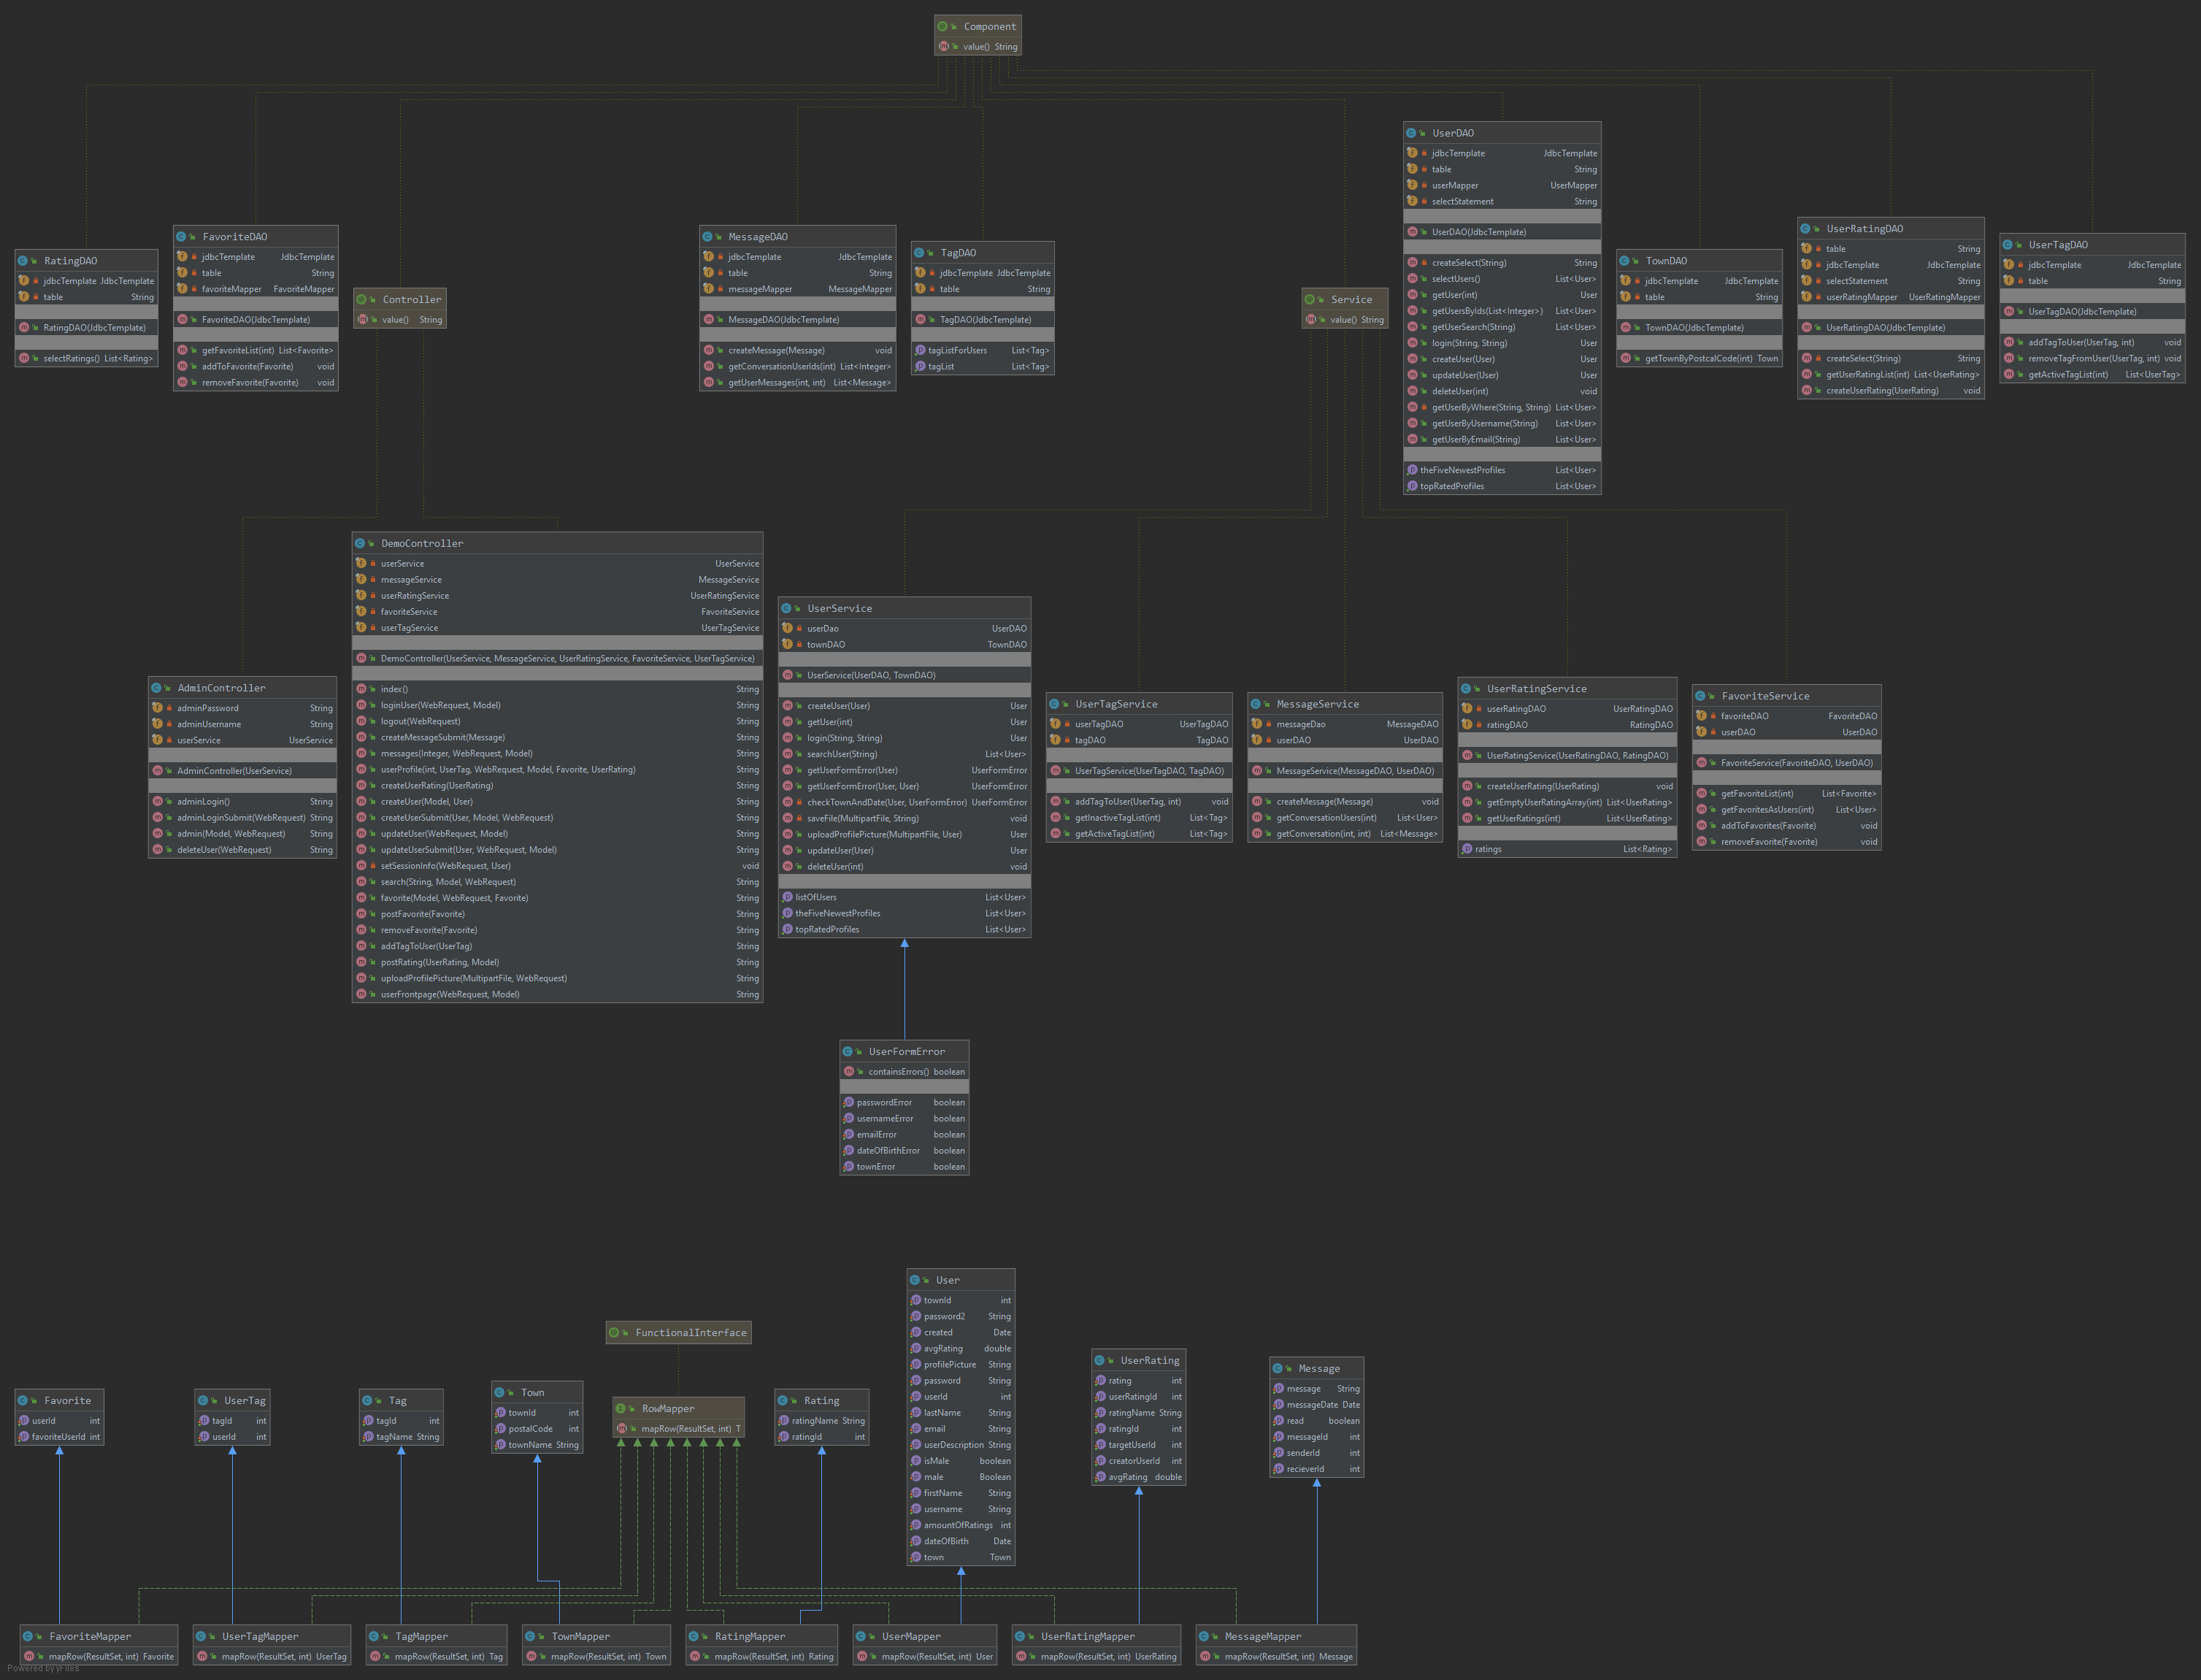 Component
value() String
RatingDAO
jdbcTemplate JdbcTemplate
table String
RatingDAO(JdbcTemplate)
selectRatings() List<Rating>
FavoriteDAO
jdbcTemplate JdbcTemplate
table String
favoriteMapper FavoriteMapper
FavoriteDAO(JdbcTemplate)
getFavoriteList(int) List<Favorite>
addToFavorite(Favorite) void
removeFavorite(Favorite) void
Controller
value() String
MessageDAO
jdbcTemplate JdbcTemplate
table String
messageMapper MessageMapper
MessageDAO(JdbcTemplate)
createMessage(Message) void
getConversationUserIds(int) List<Integer>
getUserMessages(int, int) List<Message>
TagDAO
jdbcTemplate JdbcTemplate
table String
TagDAO(JdbcTemplate)
tagListForUsers List<Tag>
tagList List<Tag>
Service
value() String
UserDAO
jdbcTemplate JdbcTemplate
table String
userMapper UserMapper
selectStatement String
UserDAO(JdbcTemplate)
createSelect(String) String
selectUsers() List<User>
getUser(int) User
getUsersByIds(List<Integer>) List<User>
getUserSearch(String) List<User>
login(String, String) User
createUser(User) User
updateUser(User) User
deleteUser(int) void
getUserByWhere(String, String) List<User>
getUserByUsername(String) List<User>
getUserByEmail(String) List<User>
theFiveNewestProfiles List<User>
topRatedProfiles List<User>
TownDAO
jdbcTemplate JdbcTemplate
table String
TownDAO(JdbcTemplate)
getTownByPostcalCode(int) Town
UserRatingDAO
table String
jdbcTemplate JdbcTemplate
selectStatement String
userRatingMapper UserRatingMapper
UserRatingDAO(JdbcTemplate)
createSelect(String) String
getUserRatingList(int) List<UserRating>
createUserRating(UserRating) void
UserTagDAO
jdbcTemplate JdbcTemplate
table String
UserTagDAO(JdbcTemplate)
addTagToUser(UserTag, int) void
removeTagFromUser(UserTag, int) void
getActiveTagList(int) List<UserTag>
AdminController
adminPassword String
adminUsername String
userService UserService
AdminController(UserService)
adminLogin() String
adminLoginSubmit(WebRequest) String
admin(Model, WebRequest) String
deleteUser(WebRequest) String
DemoController
userService UserService
messageService MessageService
userRatingService UserRatingService
favoriteService FavoriteService
userTagService UserTagService
DemoController(UserService, MessageService, UserRatingService, FavoriteService, UserTagService)
index() String
loginUser(WebRequest, Model) String
logout(WebRequest) String
createMessageSubmit(Message) String
messages(Integer, WebRequest, Model) String
userProfile(int, UserTag, WebRequest, Model, Favorite, UserRating) String
createUserRating(UserRating) String
createUser(Model, User) String
createUserSubmit(User, Model, WebRequest) String
updateUser(WebRequest, Model) String
updateUserSubmit(User, WebRequest, Model) String
setSessionInfo(WebRequest, User) void
search(String, Model, WebRequest) String
favorite(Model, WebRequest, Favorite) String
postFavorite(Favorite) String
removeFavorite(Favorite) String
addTagToUser(UserTag) String
postRating(UserRating, Model) String
uploadProfilePicture(MultipartFile, WebRequest) String
userFrontpage(WebRequest, Model) String
UserService
userDao UserDAO
townDAO TownDAO
UserService(UserDAO, TownDAO)
createUser(User) User
getUser(int) User
login(String, String) User
searchUser(String) List<User>
getUserFormError(User) UserFormError
getUserFormError(User, User) UserFormError
checkTownAndDate(User, UserFormError) UserFormError
saveFile(MultipartFile, String) void
uploadProfilePicture(MultipartFile, User) User
updateUser(User) User
deleteUser(int) void
listOfUsers List<User>
theFiveNewestProfiles List<User>
topRatedProfiles List<User>
UserTagService
userTagDAO UserTagDAO
tagDAO TagDAO
UserTagService(UserTagDAO, TagDAO)
addTagToUser(UserTag, int) void
getInactiveTagList(int) List<Tag>
getActiveTagList(int) List<Tag>
MessageService
messageDao MessageDAO
userDAO UserDAO
MessageService(MessageDAO, UserDAO)
createMessage(Message) void
getConversationUsers(int) List<User>
getConversation(int, int) List<Message>
UserRatingService
userRatingDAO UserRatingDAO
ratingDAO RatingDAO
UserRatingService(UserRatingDAO, RatingDAO)
createUserRating(UserRating) void
getEmptyUserRatingArray(int) List<UserRating>
getUserRatings(int) List<UserRating>
ratings List<Rating>
FavoriteService
favoriteDAO FavoriteDAO
userDAO UserDAO
FavoriteService(FavoriteDAO, UserDAO)
getFavoriteList(int) List<Favorite>
getFavoritesAsUsers(int) List<User>
addToFavorites(Favorite) void
removeFavorite(Favorite) void
UserFormError
containsErrors() boolean
passwordError boolean
usernameError boolean
emailError boolean
dateOfBirthError boolean
townError boolean
Favorite
userId int
favoriteUserId int
UserTag
tagId int
userId int
Tag
tagId int
tagName String
Town
townId int
postalCode int
townName String
FunctionalInterface
RowMapper
mapRow(ResultSet, int) T
Rating
ratingName String
ratingId int
User
townId int
password2 String
created Date
avgRating double
profilePicture String
password String
userId int
lastName String
email String
userDescription String
isMale boolean
male Boolean
firstName String
username String
amountOfRatings int
dateOfBirth Date
town Town
UserRating
rating int
userRatingId int
ratingName String
ratingId int
targetUserId int
creatorUserId int
avgRating double
Message
message String
messageDate Date
read boolean
messageId int
senderId int
recieverId int
FavoriteMapper
mapRow(ResultSet, int) Favorite
UserTagMapper
mapRow(ResultSet, int) UserTag
TagMapper
mapRow(ResultSet, int) Tag
TownMapper
mapRow(ResultSet, int) Town
RatingMapper
mapRow(ResultSet, int) Rating
UserMapper
mapRow(ResultSet, int) User
UserRatingMapper
mapRow(ResultSet, int) UserRating
MessageMapper
mapRow(ResultSet, int) Message
Powered by yFiles